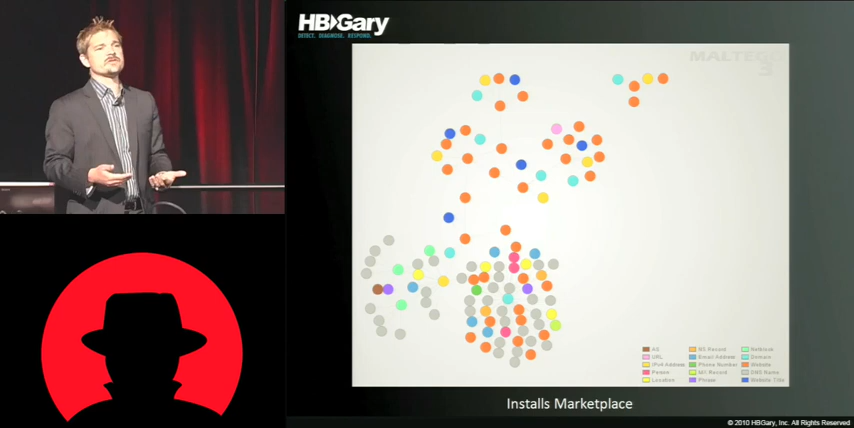 HBGary
DETECT. DIAGNOSE. RESPOND.
MALTEGO
3
AS
NS Record
Netblock
URL
Email Address
Domain
IPv4 Address
Phone Number
Website
Person
MX Record
DNS Name
Location
Phrase
Website Title
Installs Marketplace
© 2010 HBGary, Inc. All Rights Reserved